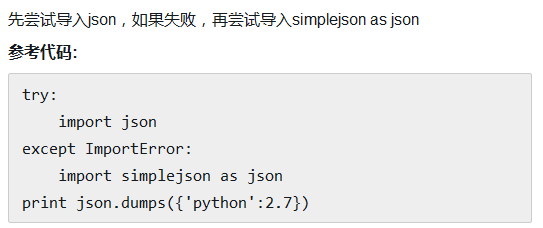 先尝试导入json，如果失败，再尝试导入simplejson as json
参考代码:
try:
    import json
except ImportError:
    import simplejson as json
print json.dumps({'python':2.7})